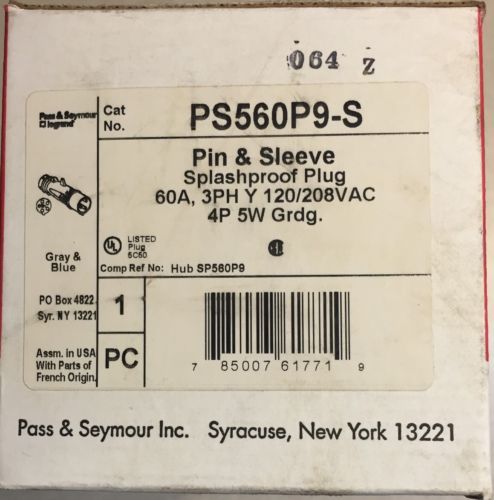 064 Z
Pass & Seymour
legrand
Cat
No.
PS560P9-S
Pin & Sleeve
Splashproof Plug
60A, 3PH Y 120/208VAC
4P 5W Grdg.
Gray &
Blue
UL
LISTED
Plug
5C60
Comp Ref No: Hub SP560P9
PO Box 4822
Syr. NY 13221
1
Assm. in USA
With Parts of
French Origin.
PC
7 85007 61771 9
Pass & Seymour Inc. Syracuse, New York 13221